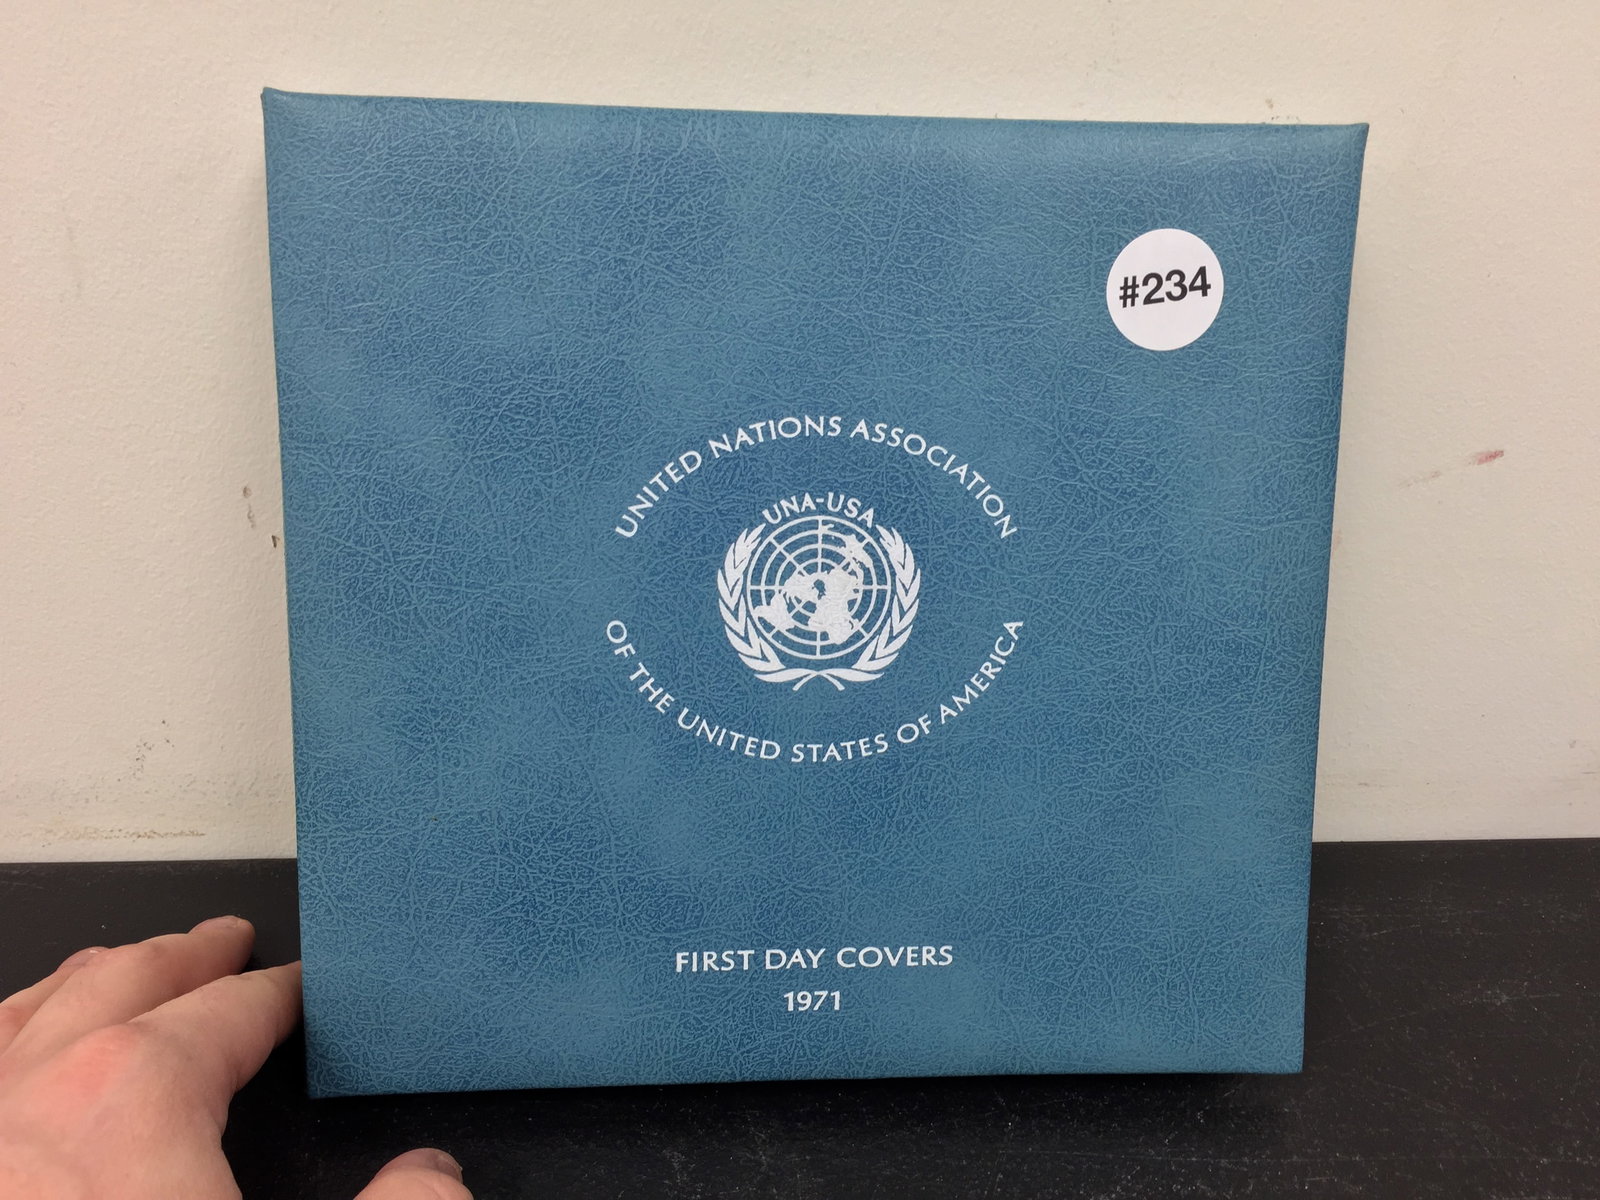 #234
UNITED NATIONS ASSOCIATION
UNA-USA
OF THE UNITED STATES OF AMERICA
FIRST DAY COVERS
1971